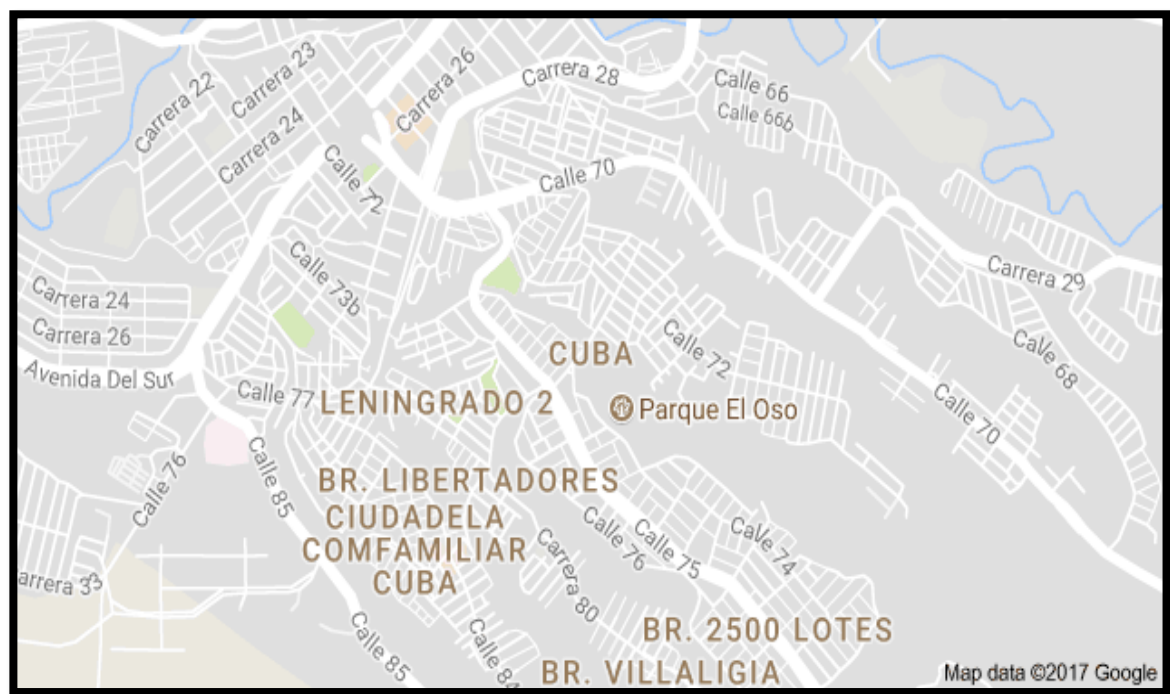 Carrera 22
Carrera 23
Carrera 24
Carrera 26
Carrera 28
Calle 66
Calle 66b
Calle 72
Calle 70
Calle 73b
Carrera 24
Carrera 26
Avenida Del Sur
Carrera 29
CaVe 68
CUBA
Calle 72
Parque El Oso
Calle 77
LENINGRADO 2
Calle 70
Calle 76
Calle 85
BR. LIBERTADORES
CIUDADELA
COMFAMILIAR
CUBA
Calle 76
Calle 75
CaVe 74
arrera 33
Carrera 80
Calle 85
Calle 84
BR. 2500 LOTES
BR. VILLALIGIA
Map data ©2017 Google